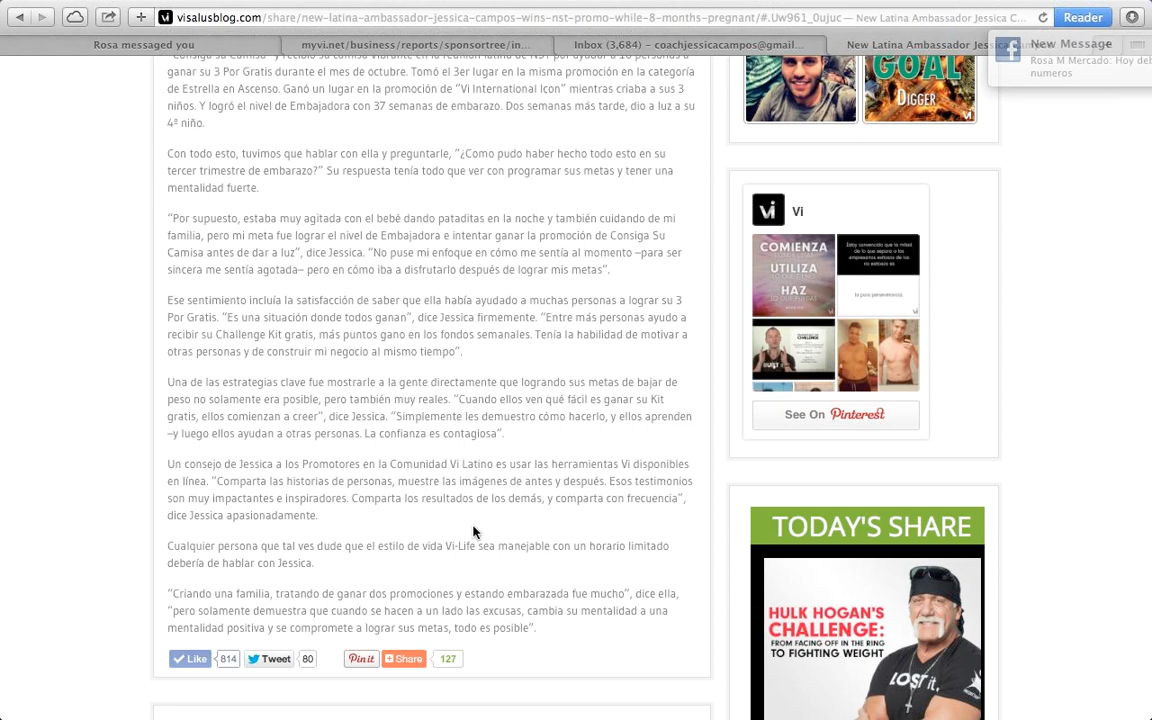 visalusblog.com/share/new-latina-ambassador-jessica-campos-wins-nst-promo-while-8-months-pregnant/#.Uw961_0ujuc — New Latina Ambassador Jessica C...
Reader
Rosa messaged you
myvi.net/business/reports/sponsortree/in...
Inbox (3,684) – coachjessicacampos@gmail...
New Latina Ambassador Jessica
New Message
Rosa M Mercado: Hoy deb
numeros
"Consiga su Camisa" y recibió su camisa vibrante en la reunión latina de NST por ayudar a 10 personas a
ganar su 3 Por Gratis durante el mes de octubre. Tomó el 3er lugar en la misma promoción en la categoría
de Estrella en Ascenso. Ganó un lugar en la promoción de "Vi International Icon" mientras criaba a sus 3
niños. Y logró el nivel de Embajadora con 37 semanas de embarazo. Dos semanas más tarde, dio a luz a su
4º niño.
Con todo esto, tuvimos que hablar con ella y preguntarle, "¿Como pudo haber hecho todo esto en su
tercer trimestre de embarazo?" Su respuesta tenía todo que ver con programar sus metas y tener una
mentalidad fuerte.
"Por supuesto, estaba muy agitada con el bebé dando pataditas en la noche y también cuidando de mi
familia, pero mi meta fue lograr el nivel de Embajadora e intentar ganar la promoción de Consiga Su
Camisa antes de dar a luz", dice Jessica. "No puse mi enfoque en cómo me sentía al momento –para ser
sincera me sentía agotada– pero en cómo iba a disfrutarlo después de lograr mis metas".
Ese sentimiento incluía la satisfacción de saber que ella había ayudado a muchas personas a lograr su 3
Por Gratis. "Es una situación donde todos ganan", dice Jessica firmemente. "Entre más personas ayudo a
recibir su Challenge Kit gratis, más puntos gano en los fondos semanales. Tenía la habilidad de motivar a
otras personas y de construir mi negocio al mismo tiempo".
Una de las estrategias clave fue mostrarle a la gente directamente que logrando sus metas de bajar de
peso no solamente era posible, pero también muy reales. "Cuando ellos ven qué fácil es ganar su Kit
gratis, ellos comienzan a creer", dice Jessica. "Simplemente les demuestro cómo hacerlo, y ellos aprenden
–y luego ellos ayudan a otras personas. La confianza es contagiosa".
Un consejo de Jessica a los Promotores en la Comunidad Vi Latino es usar las herramientas Vi disponibles
en línea. "Comparta las historias de personas, muestre las imágenes de antes y después. Esos testimonios
son muy impactantes e inspiradores. Comparta los resultados de los demás, y comparta con frecuencia",
dice Jessica apasionadamente.
Cualquier persona que tal ves dude que el estilo de vida Vi-Life sea manejable con un horario limitado
debería de hablar con Jessica.
"Criando una familia, tratando de ganar dos promociones y estando embarazada fue mucho", dice ella,
"pero solamente demuestra que cuando se hacen a un lado las excusas, cambia su mentalidad a una
mentalidad positiva y se compromete a lograr sus metas, todo es posible".
Like 814 Tweet 80 Pin it Share 127
GOAL
DIGGER
Vi
COMIENZA
UTILIZA
HAZ
la pura perseverancia.
See On Pinterest
TODAY'S SHARE
HULK HOGAN'S
CHALLENGE:
FROM FACING OFF IN THE RING
TO FIGHTING WEIGHT
LOST it.